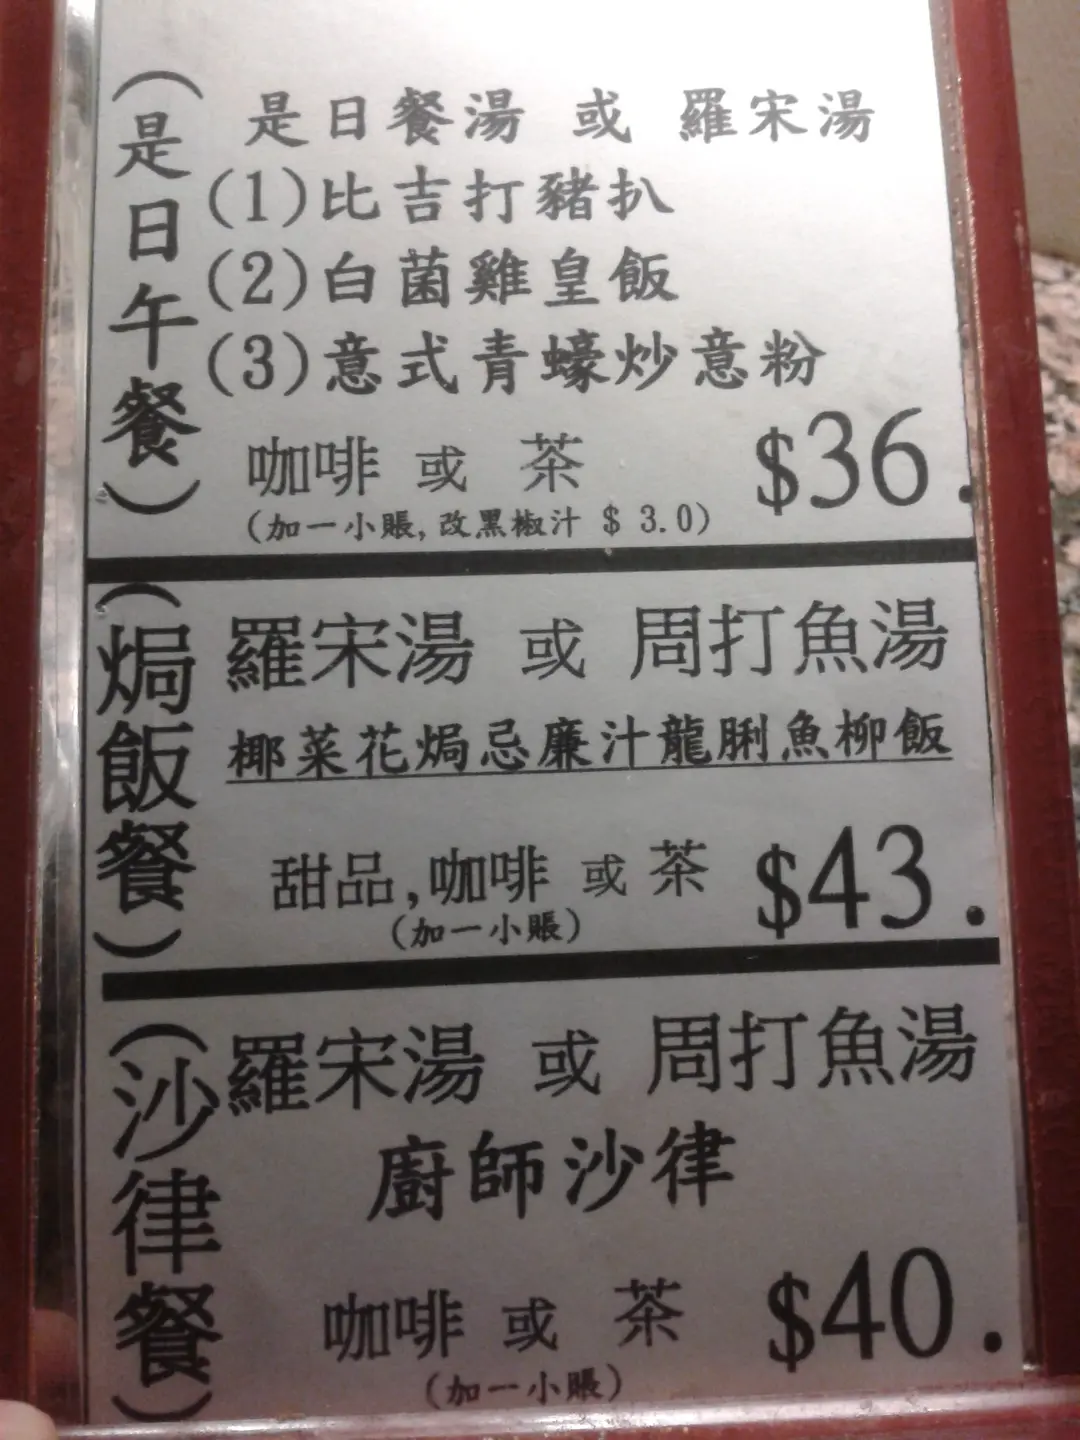 (是日午餐)
是日餐湯 或 羅宋湯
(1)比吉打豬扒
(2)白菌雞皇飯
(3)意式青蠔炒意粉
咖啡 或 茶 $36.
(加一小賬,改黑椒汁 $ 3.0)
(焗飯餐)
羅宋湯 或 周打魚湯
椰菜花焗忌廉汁龍脷魚柳飯
甜品,咖啡 或 茶 $43.
(加一小賬)
(沙律餐)
羅宋湯 或 周打魚湯
廚師沙律
咖啡 或 茶 $40.
(加一小賬)